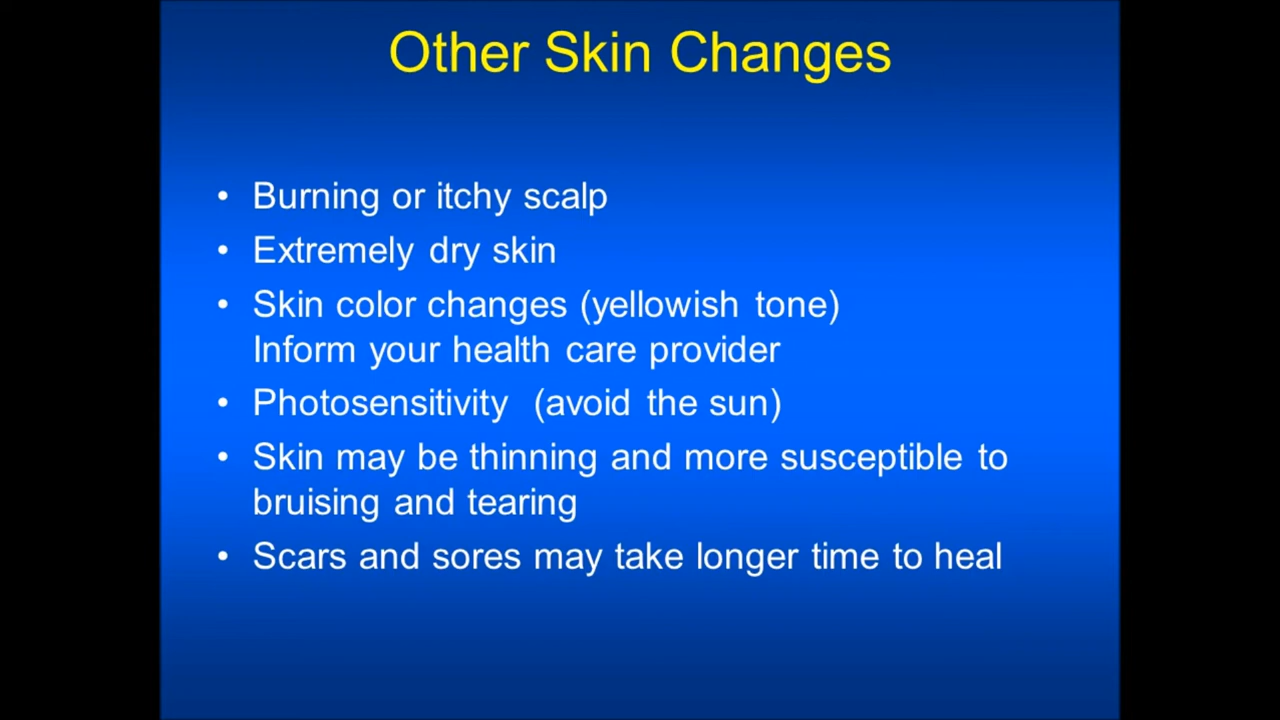 Other Skin Changes
• Burning or itchy scalp
• Extremely dry skin
• Skin color changes (yellowish tone)
Inform your health care provider
• Photosensitivity  (avoid the sun)
• Skin may be thinning and more susceptible to
bruising and tearing
• Scars and sores may take longer time to heal